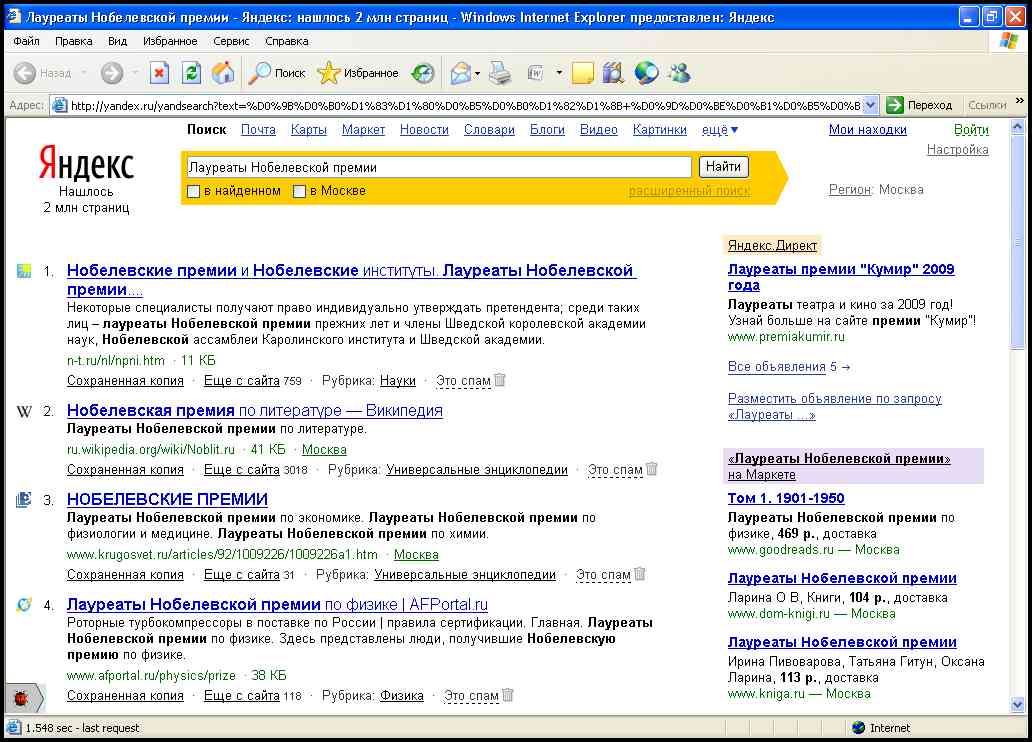 Лауреаты Нобелевской премии - Яндекс: нашлось 2 млн страниц - Windows Internet Explorer предоставлен: Яндекс
Файл Правка Вид Избранное Сервис Справка
Назад Поиск Избранное
Адрес: http://yandex.ru/yandsearch?text=%D0%9B%D0%B0%D1%83%D1%80%D0%B5%D0%B0%D1%82%D1%8B+%D0%9D%D0%BE%D0%B1%D0%B5%D0%B Переход Ссылки »
Поиск Почта Карты Маркет Новости Словари Блоги Видео Картинки ещё ▼ Мои находки Войти
Настройка
Яндекс
Нашлось
2 млн страниц
Лауреаты Нобелевской премии Найти
в найденном в Москве расширенный поиск
Регион: Москва
1. Нобелевские премии и Нобелевские институты. Лауреаты Нобелевской
премии....
Некоторые специалисты получают право индивидуально утверждать претендента; среди таких
лиц – лауреаты Нобелевской премии прежних лет и члены Шведской королевской академии
наук, Нобелевской ассамблеи Каролинского института и Шведской академии.
n-t.ru/nl/npni.htm · 11 КБ
Сохраненная копия · Еще с сайта 759 · Рубрика: Науки · Это спам
W 2. Нобелевская премия по литературе — Википедия
Лауреаты Нобелевской премии по литературе.
ru.wikipedia.org/wiki/Noblit.ru · 41 КБ · Москва
Сохраненная копия · Еще с сайта 3018 · Рубрика: Универсальные энциклопедии · Это спам
3. НОБЕЛЕВСКИЕ ПРЕМИИ
Лауреаты Нобелевской премии по экономике. Лауреаты Нобелевской премии по
физиологии и медицине. Лауреаты Нобелевской премии по химии.
www.krugosvet.ru/articles/92/1009226/1009226a1.htm · Москва
Сохраненная копия · Еще с сайта 31 · Рубрика: Универсальные энциклопедии · Это спам
4. Лауреаты Нобелевской премии по физике | AFPortal.ru
Роторные турбокомпрессоры в поставке по России | правила сертификации. Главная. Лауреаты
Нобелевской премии по физике. Здесь представлены люди, получившие Нобелевскую
премию по физике.
www.afportal.ru/physics/prize · 38 КБ
Сохраненная копия · Еще с сайта 118 · Рубрика: Физика · Это спам
Яндекс.Директ
Лауреаты премии "Кумир" 2009
года
Лауреаты театра и кино за 2009 год!
Узнай больше на сайте премии "Кумир"!
www.premiakumir.ru
Все объявления 5 →
Разместить объявление по запросу
«Лауреаты ...»
«Лауреаты Нобелевской премии»
на Маркете
Том 1. 1901-1950
Лауреаты Нобелевской премии по
физике, 469 р., доставка
www.goodreads.ru — Москва
Лауреаты Нобелевской премии
Ларина О В, Книги, 104 р., доставка
www.dom-knigi.ru — Москва
Лауреаты Нобелевской премии
Ирина Пивоварова, Татьяна Гитун, Оксана
Ларина, 113 р., доставка
www.kniga.ru — Москва
1.548 sec - last request Internet